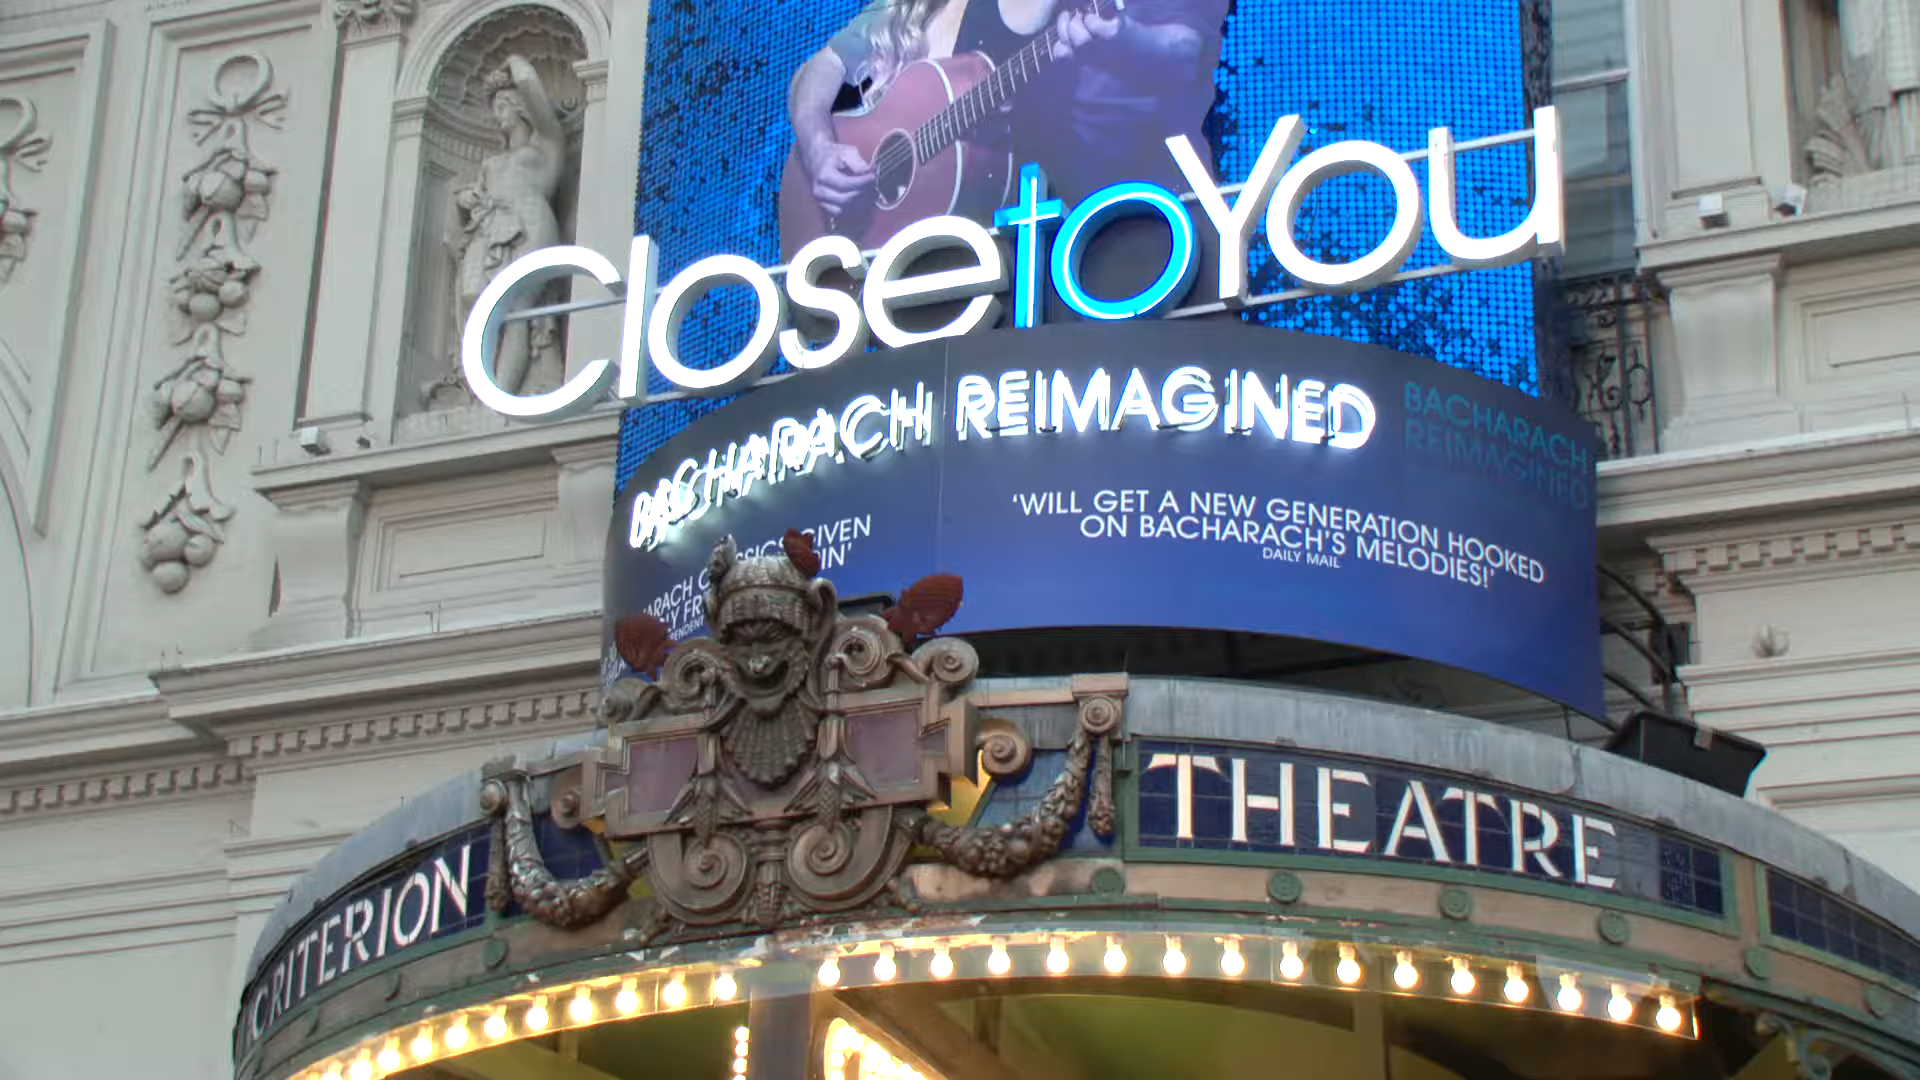 Close to You
BACHARACH REIMAGINED
BACHARACH
REIMAGINED
GIVEN
'WILL GET A NEW GENERATION HOOKED
ON BACHARACH'S MELODIES!'
DAILY MAIL
CRITERION
THEATRE